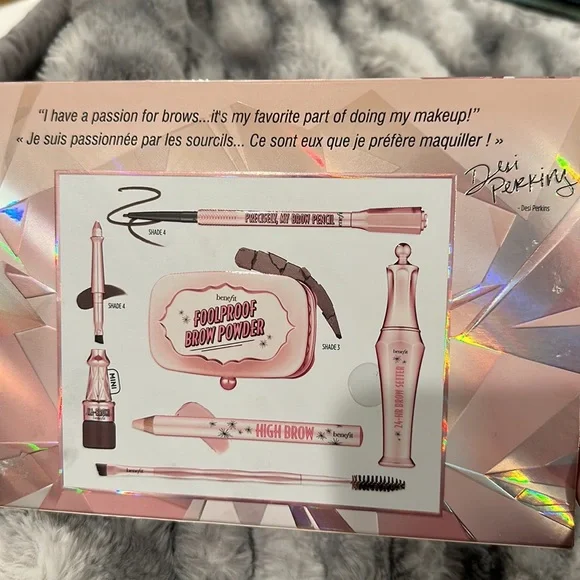 "I have a passion for brows...it's my favorite part of doing my makeup!"
« Je suis passionnée par les sourcils... Ce sont eux que je préfère maquiller ! »
Desi
Perkins
- Desi Perkins
SHADE 4
PRECISELY, MY BROW PENCIL
SHADE 4
benefit
FOOLPROOF
BROW POWDER
SHADE 3
benefit
24-HR BROW SETTER
MINI
KA-BROW!
benefit
HIGH BROW
benefit
benefit